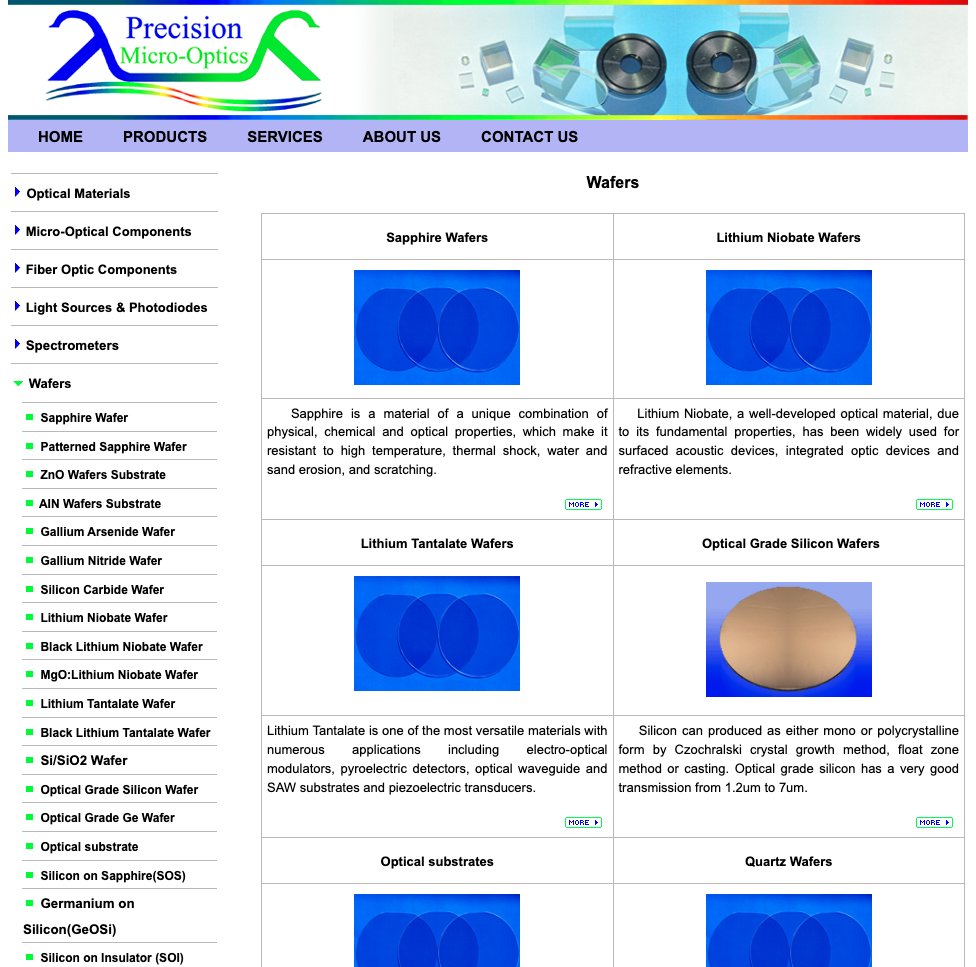 Precision
Micro-Optics
HOME PRODUCTS SERVICES ABOUT US CONTACT US
Optical Materials
Micro-Optical Components
Fiber Optic Components
Light Sources & Photodiodes
Spectrometers
Wafers
Sapphire Wafer
Patterned Sapphire Wafer
ZnO Wafers Substrate
AlN Wafers Substrate
Gallium Arsenide Wafer
Gallium Nitride Wafer
Silicon Carbide Wafer
Lithium Niobate Wafer
Black Lithium Niobate Wafer
MgO:Lithium Niobate Wafer
Lithium Tantalate Wafer
Black Lithium Tantalate Wafer
Si/SiO2 Wafer
Optical Grade Silicon Wafer
Optical Grade Ge Wafer
Optical substrate
Silicon on Sapphire(SOS)
Germanium on
Silicon(GeOSi)
Silicon on Insulator (SOI)
Wafers
Sapphire Wafers
Sapphire is a material of a unique combination of
physical, chemical and optical properties, which make it
resistant to high temperature, thermal shock, water and
sand erosion, and scratching.
MORE
Lithium Niobate Wafers
Lithium Niobate, a well-developed optical material, due
to its fundamental properties, has been widely used for
surfaced acoustic devices, integrated optic devices and
refractive elements.
MORE
Lithium Tantalate Wafers
Lithium Tantalate is one of the most versatile materials with
numerous applications including electro-optical
modulators, pyroelectric detectors, optical waveguide and
SAW substrates and piezoelectric transducers.
MORE
Optical Grade Silicon Wafers
Silicon can produced as either mono or polycrystalline
form by Czochralski crystal growth method, float zone
method or casting. Optical grade silicon has a very good
transmission from 1.2um to 7um.
MORE
Optical substrates
Quartz Wafers